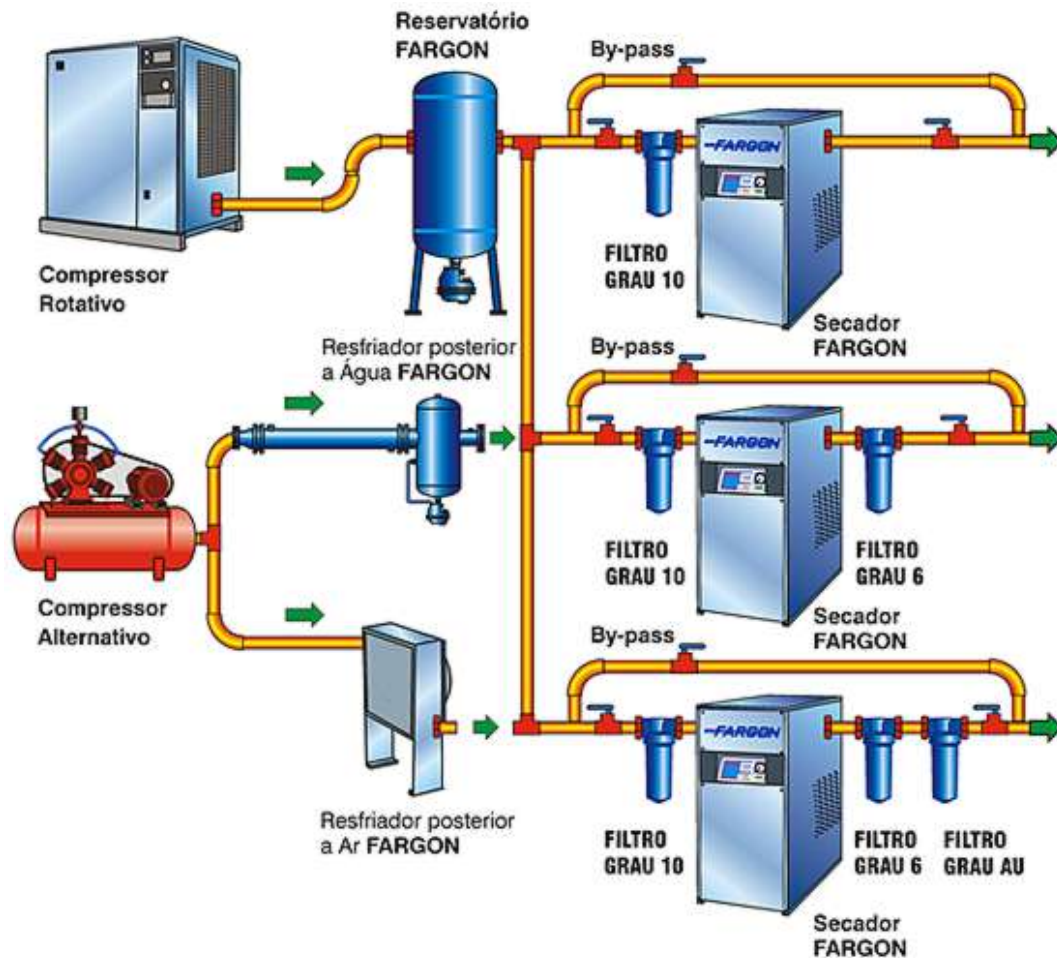 Reservatório
FARGON
By-pass
FARGON
FILTRO
GRAU 10
Secador
FARGON
Compressor
Rotativo
Resfriador posterior
a Água FARGON
By-pass
FARGON
FILTRO
GRAU 10
FILTRO
GRAU 6
Secador
FARGON
Compressor
Alternativo
By-pass
FARGON
Resfriador posterior
a Ar FARGON
FILTRO
GRAU 10
FILTRO
GRAU 6
FILTRO
GRAU AU
Secador
FARGON